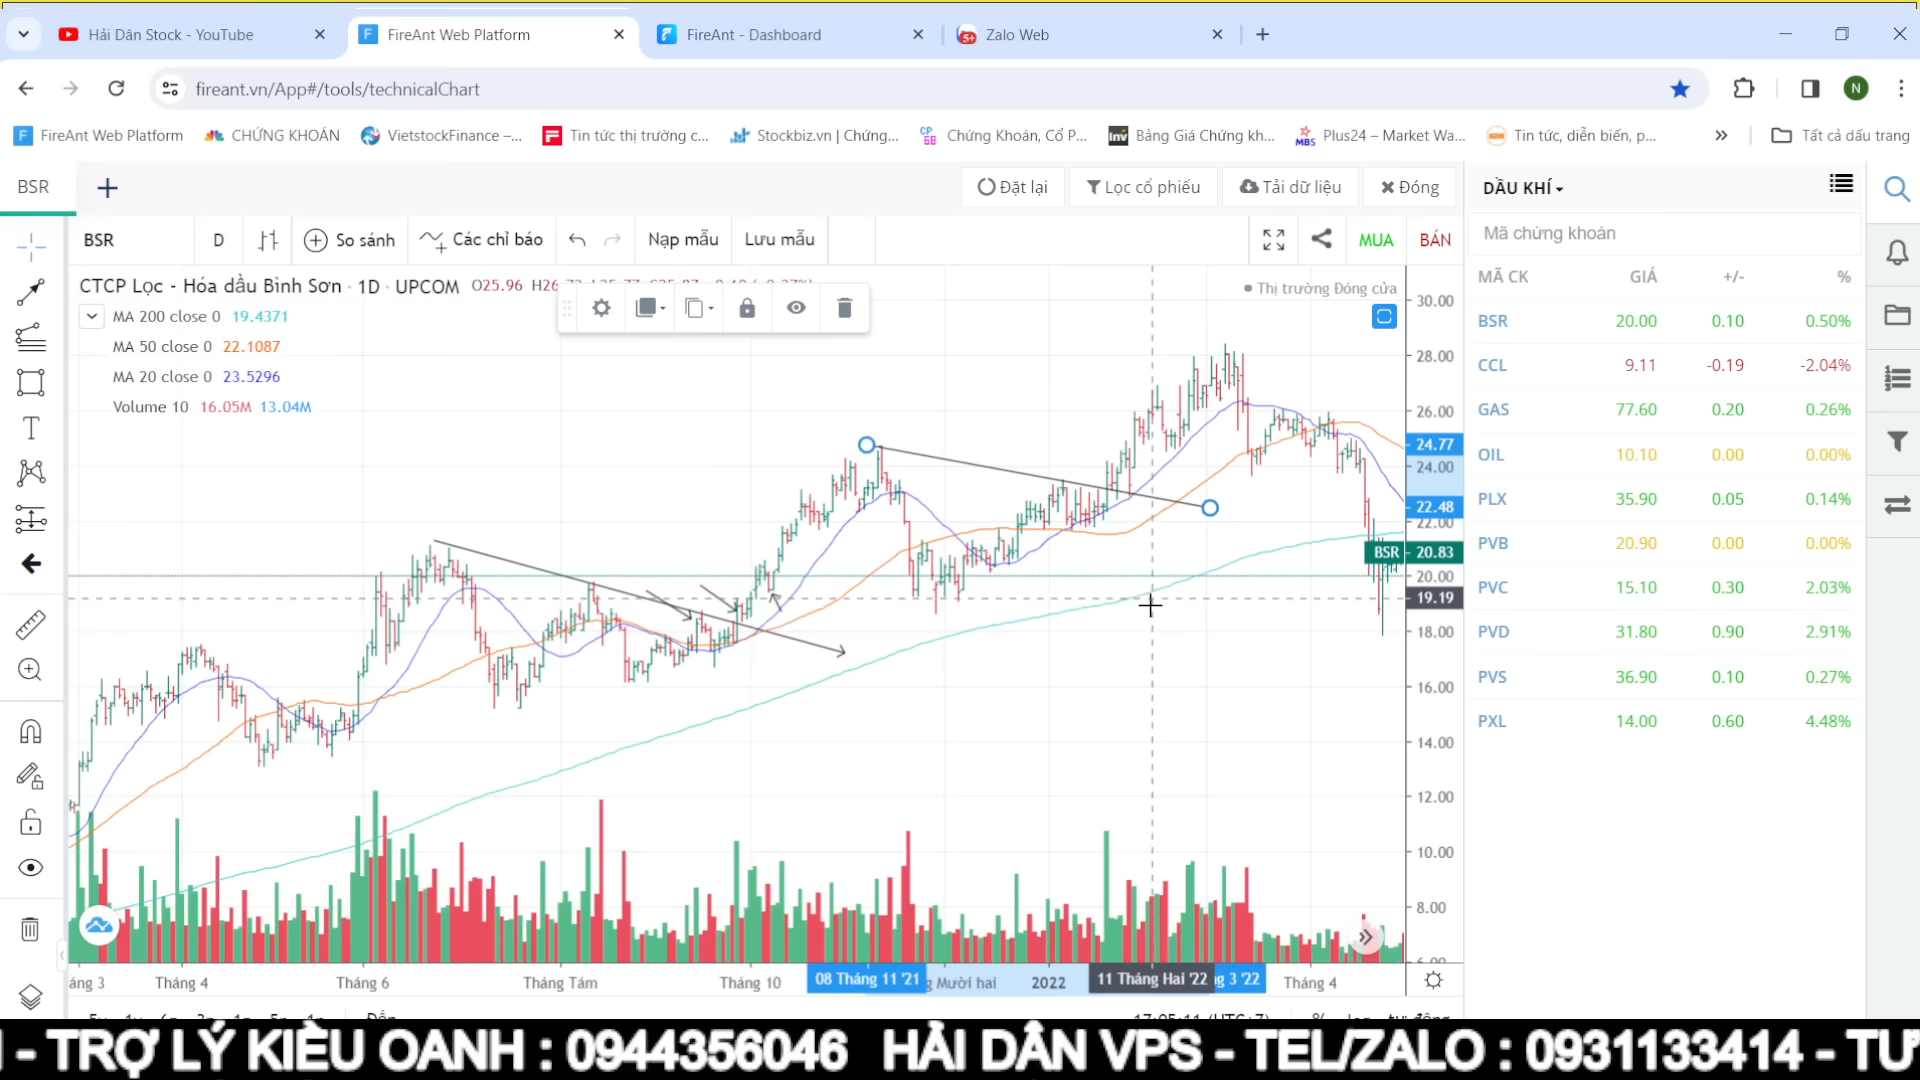 Hải Dân Stock - YouTube
FireAnt Web Platform
FireAnt - Dashboard
5+
Zalo Web
fireant.vn/App#/tools/technicalChart
N
FireAnt Web Platform
CHỨNG KHOÁN
VietstockFinance –...
Tin tức thị trường c...
Stockbiz.vn | Chứng...
Chứng Khoán, Cổ P...
Bảng Giá Chứng kh...
Plus24 – Market Wa...
Tin tức, diễn biến, p...
Tất cả dấu trang
BSR
Đặt lại
Lọc cổ phiếu
Tải dữ liệu
Đóng
BSR
D
So sánh
Các chỉ báo
Nạp mẫu
Lưu mẫu
MUA
BÁN
CTCP Lọc - Hóa dầu Bình Sơn · 1D · UPCOM O25.96
Thị trường Đóng cửa
MA 200 close 0 19.4371
MA 50 close 0 22.1087
MA 20 close 0 23.5296
Volume 10 16.05M 13.04M
30.00
28.00
26.00
24.77
24.00
22.48
22.00
BSR 20.83
20.00
19.19
18.00
16.00
14.00
12.00
10.00
8.00
6.00
Tháng 4
Tháng 6
Tháng Tám
Tháng 10
08 Tháng 11 '21
Mười hai
2022
11 Tháng Hai '22
g 3 '22
Tháng 4
DẦU KHÍ
Mã chứng khoán
MÃ CK GIÁ +/- %
BSR 20.00 0.10 0.50%
CCL 9.11 -0.19 -2.04%
GAS 77.60 0.20 0.26%
OIL 10.10 0.00 0.00%
PLX 35.90 0.05 0.14%
PVB 20.90 0.00 0.00%
PVC 15.10 0.30 2.03%
PVD 31.80 0.90 2.91%
PVS 36.90 0.10 0.27%
PXL 14.00 0.60 4.48%
- TRỢ LÝ KIỀU OANH : 0944356046 HẢI DÂN VPS - TEL/ZALO : 0931133414 - TƯ